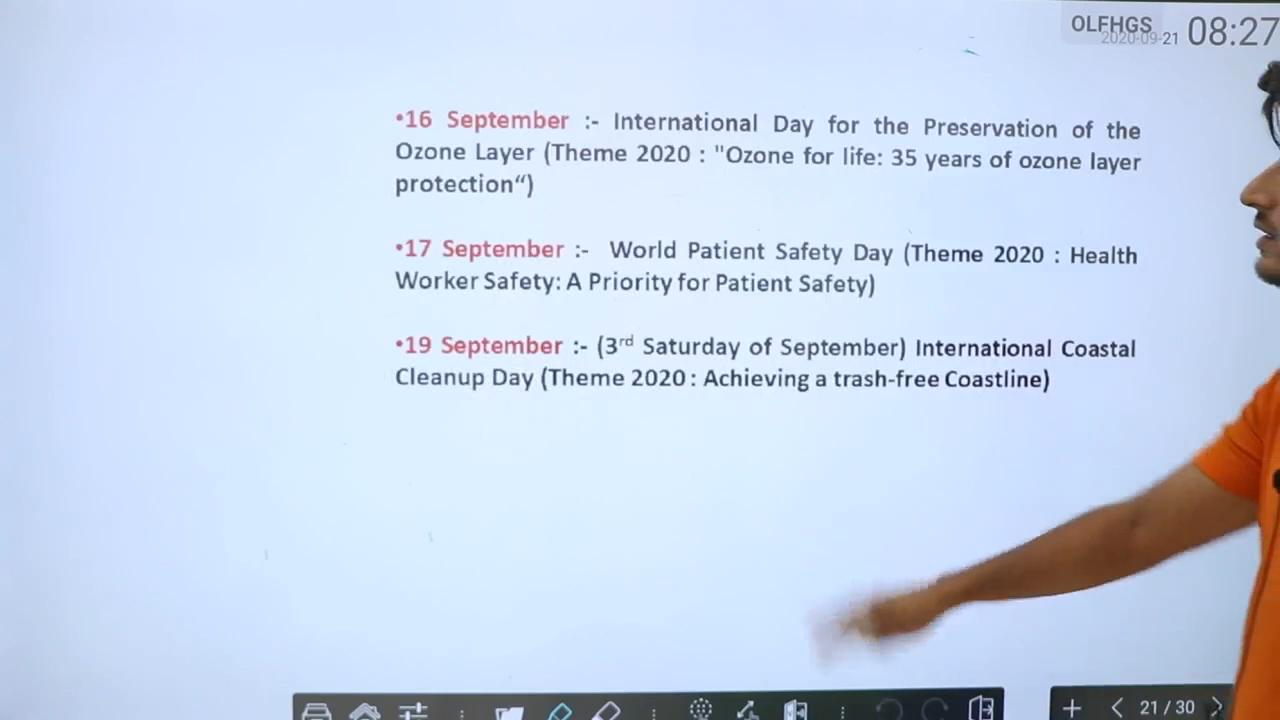 OLFHGS
2020-09-21 08:27
•16 September :- International Day for the Preservation of the
Ozone Layer (Theme 2020 : "Ozone for life: 35 years of ozone layer
protection“)
•17 September :- World Patient Safety Day (Theme 2020 : Health
Worker Safety: A Priority for Patient Safety)
•19 September :- (3rd Saturday of September) International Coastal
Cleanup Day (Theme 2020 : Achieving a trash-free Coastline)
21 / 30